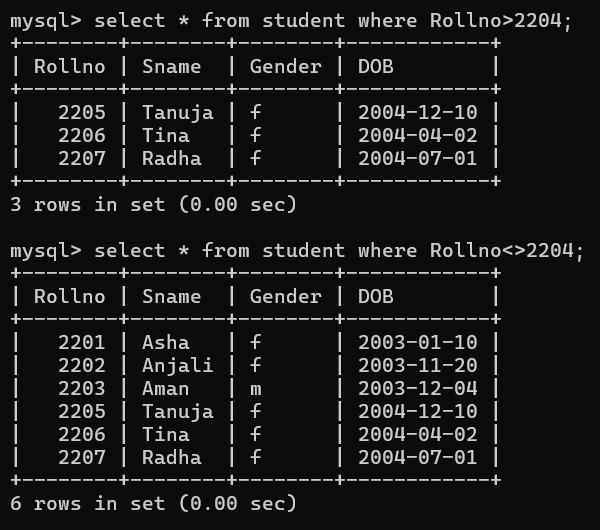 mysql> select * from student where Rollno>2204;
+--------+--------+--------+------------+
| Rollno | Sname  | Gender | DOB        |
+--------+--------+--------+------------+
|   2205 | Tanuja | f      | 2004-12-10 |
|   2206 | Tina   | f      | 2004-04-02 |
|   2207 | Radha  | f      | 2004-07-01 |
+--------+--------+--------+------------+
3 rows in set (0.00 sec)

mysql> select * from student where Rollno<>2204;
+--------+--------+--------+------------+
| Rollno | Sname  | Gender | DOB        |
+--------+--------+--------+------------+
|   2201 | Asha   | f      | 2003-01-10 |
|   2202 | Anjali | f      | 2003-11-20 |
|   2203 | Aman   | m      | 2003-12-04 |
|   2205 | Tanuja | f      | 2004-12-10 |
|   2206 | Tina   | f      | 2004-04-02 |
|   2207 | Radha  | f      | 2004-07-01 |
+--------+--------+--------+------------+
6 rows in set (0.00 sec)